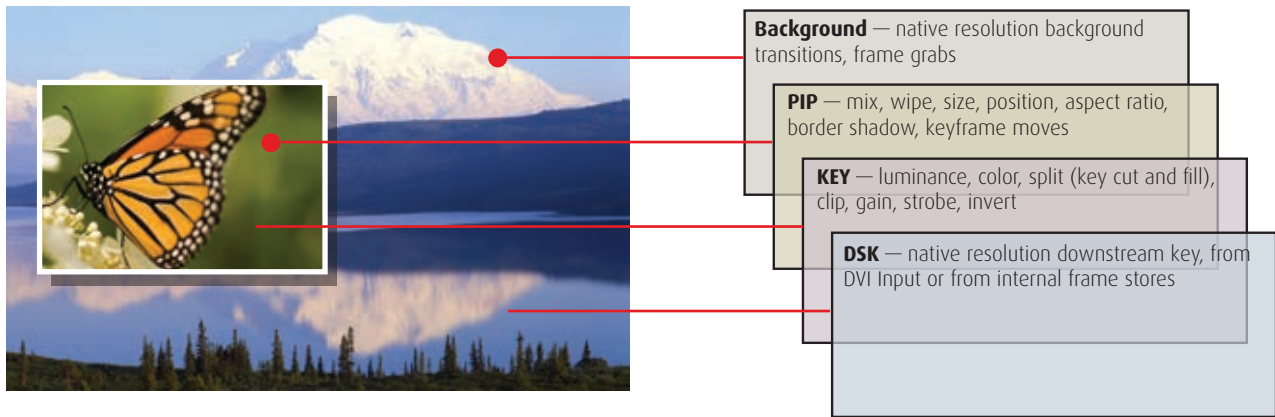 Background — native resolution background
transitions, frame grabs
PIP — mix, wipe, size, position, aspect ratio,
border shadow, keyframe moves
KEY — luminance, color, split (key cut and fill),
clip, gain, strobe, invert
DSK — native resolution downstream key, from
DVI Input or from internal frame stores